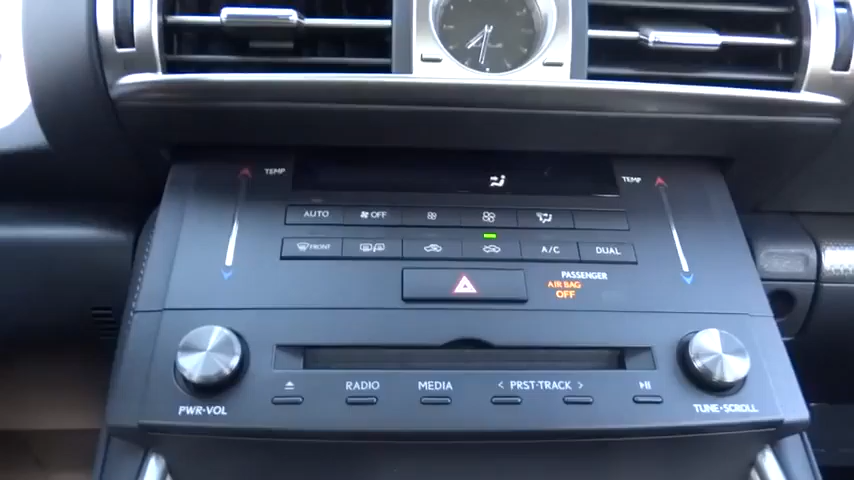 TEMP
TEMP
AUTO
OFF
FRONT
A/C
DUAL
PASSENGER
AIR BAG
OFF
RADIO
MEDIA
< PRST·TRACK >
PWR·VOL
TUNE·SCROLL